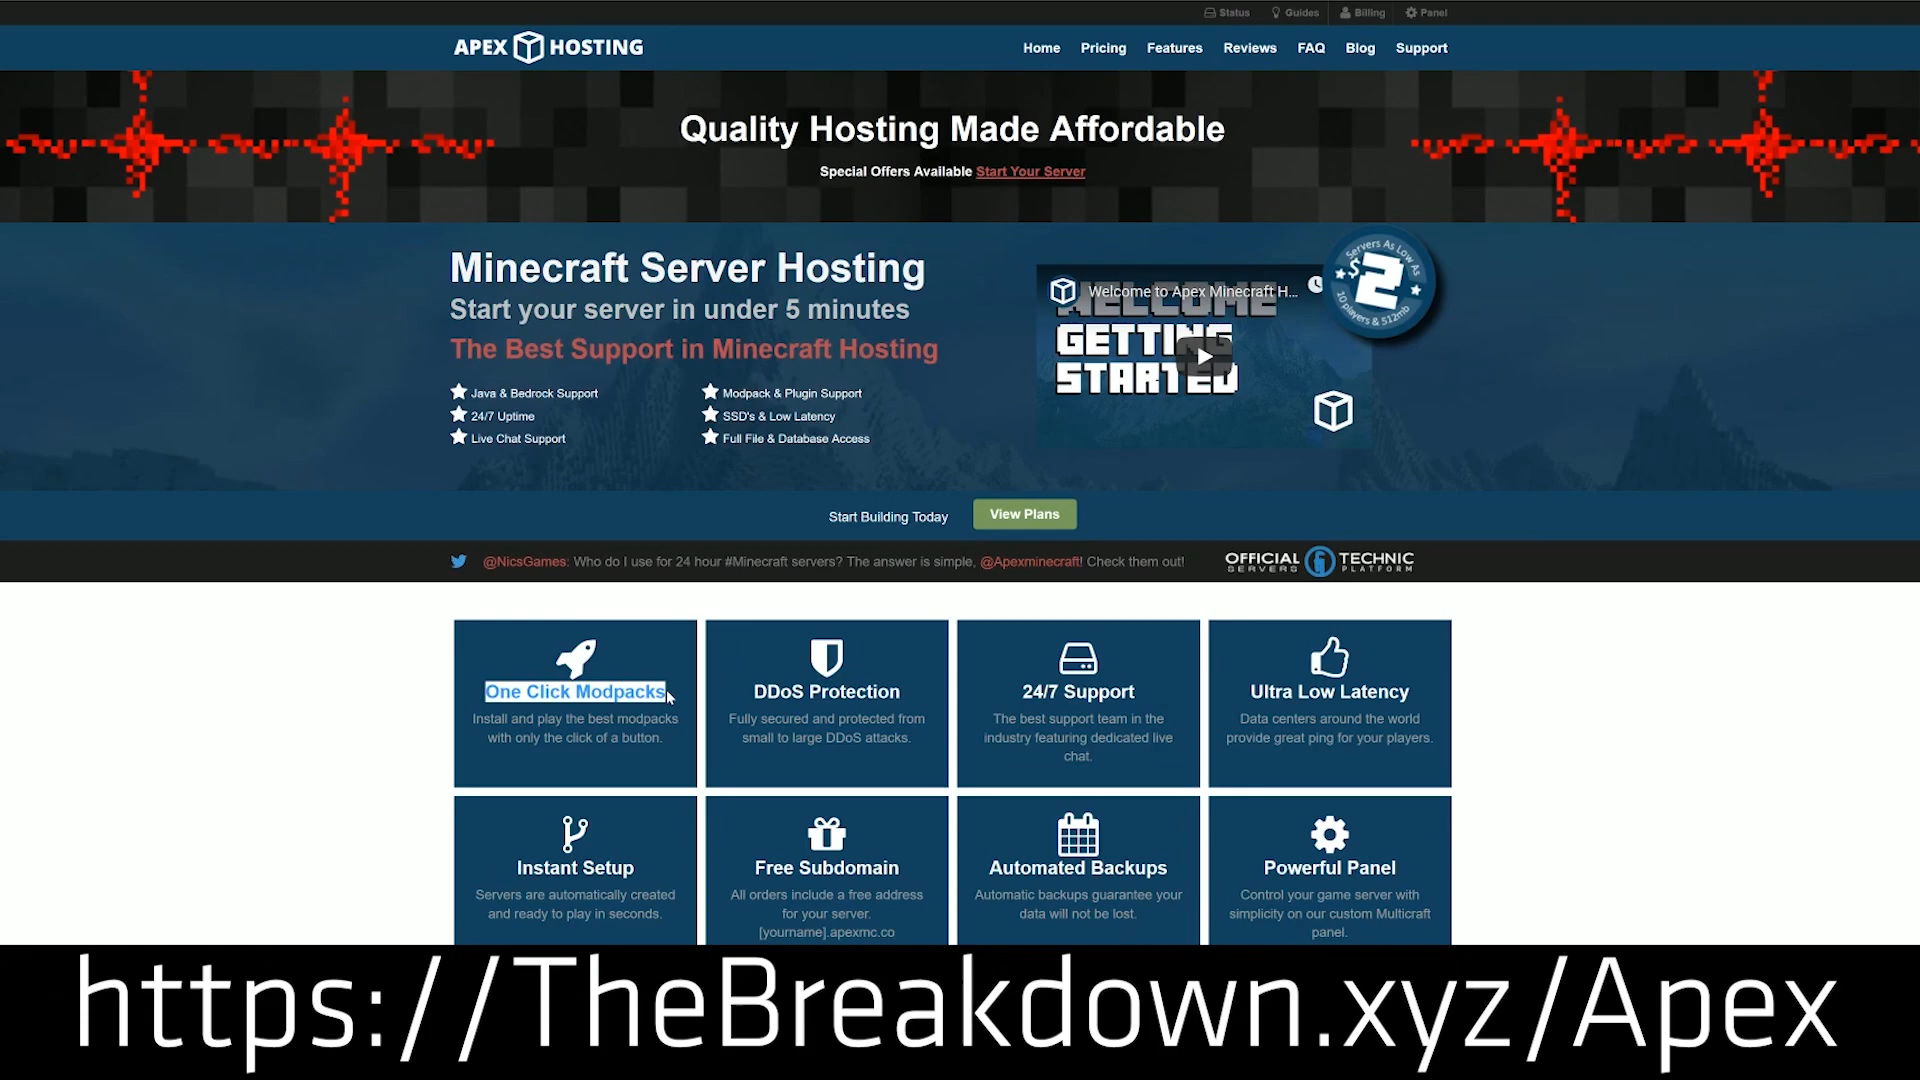 Status Guides Billing Panel
APEX HOSTING
Home Pricing Features Reviews FAQ Blog Support
Quality Hosting Made Affordable
Special Offers Available Start Your Server
Minecraft Server Hosting
Start your server in under 5 minutes
The Best Support in Minecraft Hosting
Java & Bedrock Support
Modpack & Plugin Support
24/7 Uptime
SSD's & Low Latency
Live Chat Support
Full File & Database Access
Welcome to Apex Minecraft H...
WELCOME
GETTING
STARTED
Servers As Low As
$2
10 players & 512mb
Start Building Today
View Plans
@NicsGames: Who do I use for 24 hour #Minecraft servers? The answer is simple, @Apexminecraft! Check them out!
OFFICIAL TECHNIC
SERVERS PLATFORM
One Click Modpacks
Install and play the best modpacks
with only the click of a button.
DDoS Protection
Fully secured and protected from
small to large DDoS attacks.
24/7 Support
The best support team in the
industry featuring dedicated live
chat.
Ultra Low Latency
Data centers around the world
provide great ping for your players.
Instant Setup
Servers are automatically created
and ready to play in seconds.
Free Subdomain
All orders include a free address
for your server.
[yourname].apexmc.co
Automated Backups
Automatic backups guarantee your
data will not be lost.
Powerful Panel
Control your game server with
simplicity on our custom Multicraft
panel.
https://TheBreakdown.xyz/Apex